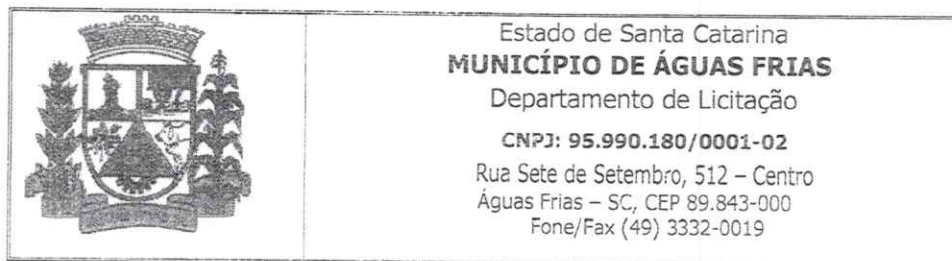 Estado de Santa Catarina
MUNICÍPIO DE ÁGUAS FRIAS
Departamento de Licitação
CNPJ: 95.990.180/0001-02
Rua Sete de Setembro, 512 – Centro
Águas Frias – SC, CEP 89.843-000
Fone/Fax (49) 3332-0019